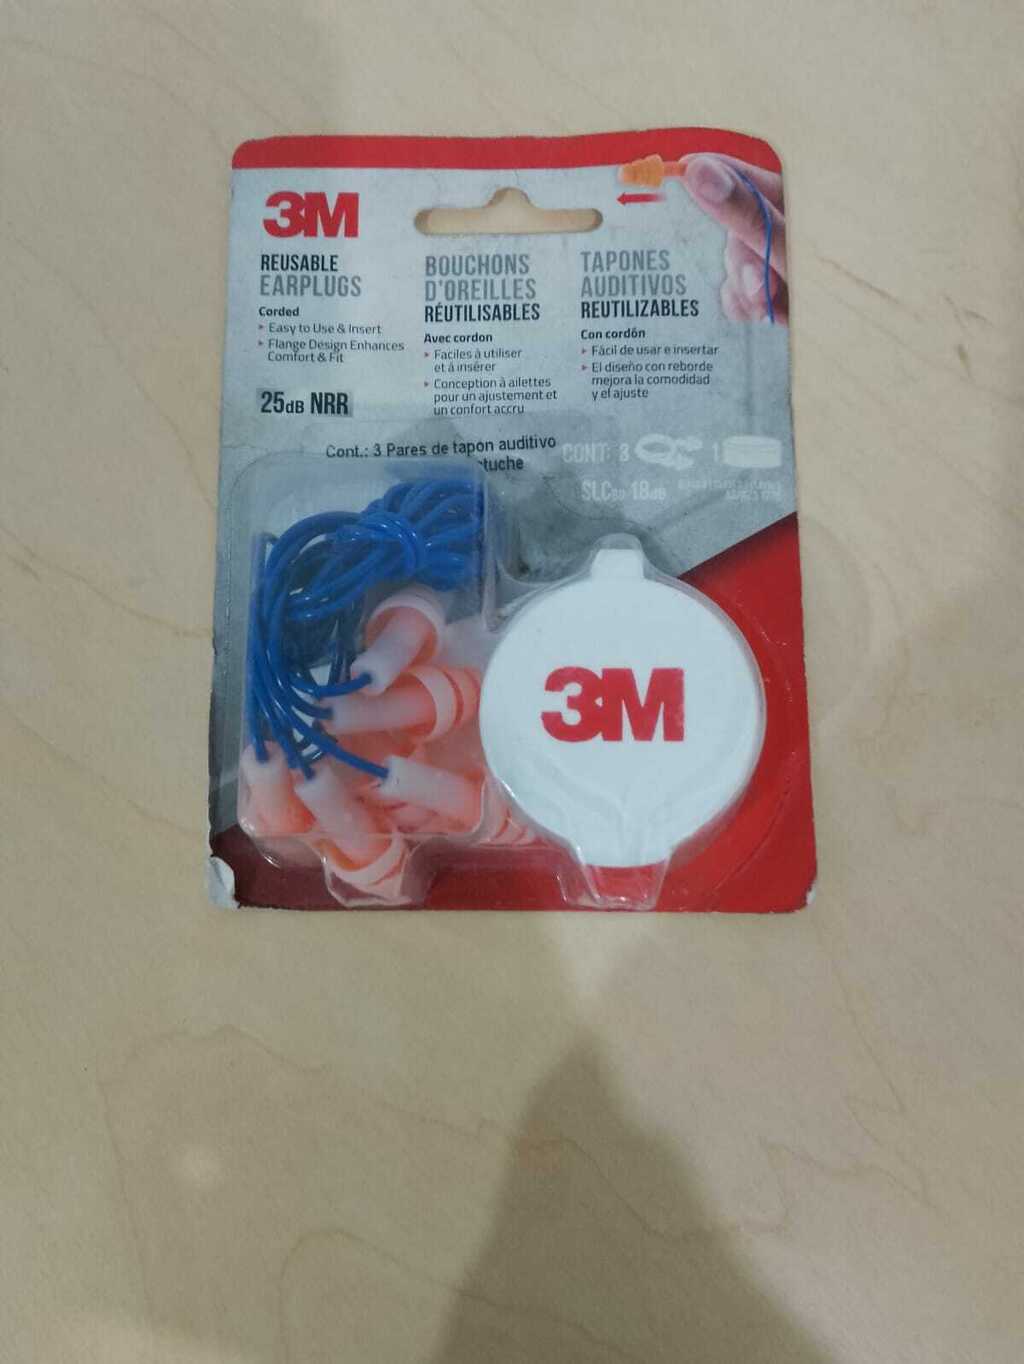 3M
REUSABLE
EARPLUGS
Corded
Easy to Use & Insert
Flange Design Enhances
Comfort & Fit
25dB NRR
BOUCHONS
D'OREILLES
RÉUTILISABLES
Avec cordon
Faciles à utiliser
et à insérer
Conception à ailettes
pour un ajustement et
un confort accru
TAPONES
AUDITIVOS
REUTILIZABLES
Con cordón
Fácil de usar e insertar
El diseño con reborde
mejora la comodidad
y el ajuste
Cont.: 3 Pares de tapon auditivo
CONT: 3 1
SLC80 18dB
3M